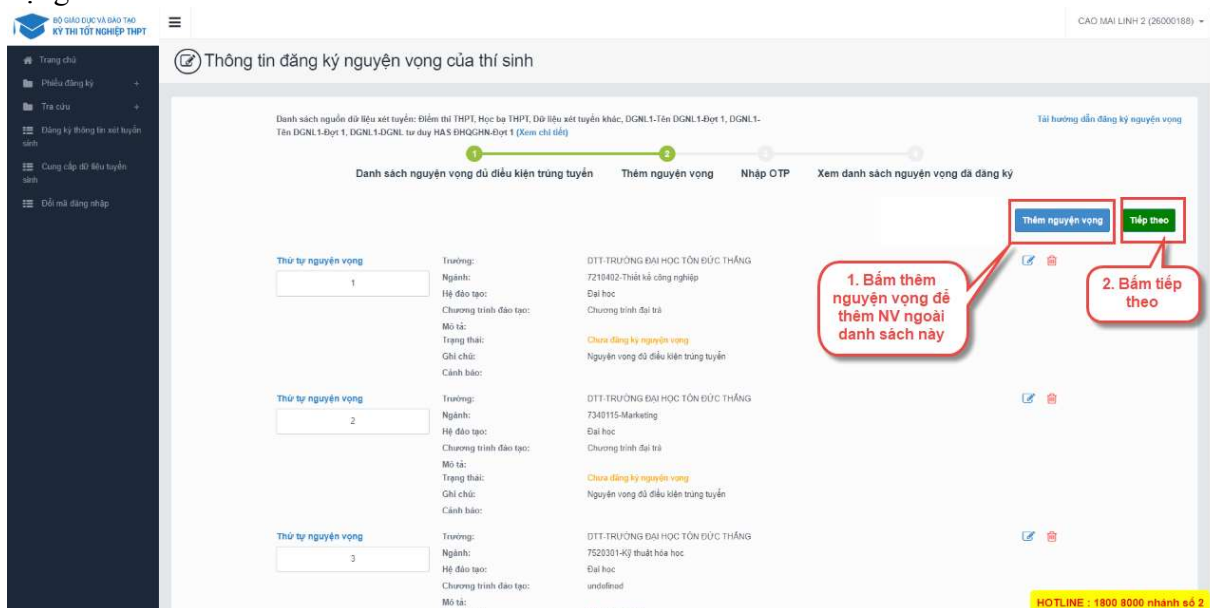 BỘ GIÁO DỤC VÀ ĐÀO TẠO
KỲ THI TỐT NGHIỆP THPT
CAO MAI LINH 2 (26000188)
Trang chủ
Phiếu đăng ký +
Tra cứu +
Đăng ký thông tin xét tuyển sinh
Cung cấp dữ liệu tuyển sinh
Đổi mã đăng nhập
Thông tin đăng ký nguyện vọng của thí sinh
Danh sách nguồn dữ liệu xét tuyển: Điểm thi THPT, Học bạ THPT, Dữ liệu xét tuyển khác, DGNL1-Tên DGNL1-Đợt 1, DGNL1-
Tên DGNL1-Đợt 1, DGNL1-DGNL tư duy HAS ĐHQGHN-Đợt 1 (Xem chi tiết)
Tải hướng dẫn đăng ký nguyện vọng
1 2
Danh sách nguyện vọng đủ điều kiện trúng tuyển Thêm nguyện vọng Nhập OTP Xem danh sách nguyện vọng đã đăng ký
Thêm nguyện vọng Tiếp theo
1. Bấm thêm
nguyện vọng để
thêm NV ngoài
danh sách này
2. Bấm tiếp
theo
Thứ tự nguyện vọng
1
Trường: DTT-TRƯỜNG ĐẠI HỌC TÔN ĐỨC THẮNG
Ngành: 7210402-Thiết kế công nghiệp
Hệ đào tạo: Đại học
Chương trình đào tạo: Chương trình đại trà
Mô tả:
Trạng thái: Chưa đăng ký nguyện vọng
Ghi chú: Nguyện vọng đủ điều kiện trúng tuyển
Cảnh báo:
Thứ tự nguyện vọng
2
Trường: DTT-TRƯỜNG ĐẠI HỌC TÔN ĐỨC THẮNG
Ngành: 7340115-Marketing
Hệ đào tạo: Đại học
Chương trình đào tạo: Chương trình đại trà
Mô tả:
Trạng thái: Chưa đăng ký nguyện vọng
Ghi chú: Nguyện vọng đủ điều kiện trúng tuyển
Cảnh báo:
Thứ tự nguyện vọng
3
Trường: DTT-TRƯỜNG ĐẠI HỌC TÔN ĐỨC THẮNG
Ngành: 7520301-Kỹ thuật hóa học
Hệ đào tạo: Đại học
Chương trình đào tạo: undefined
Mô tả:
HOTLINE : 1800 8000 nhánh số 2